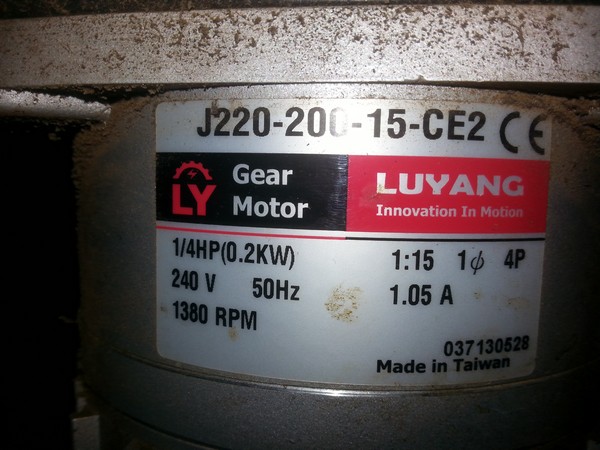 J220-200-15-CE2 CE
LY Gear Motor
LUYANG
Innovation In Motion
1/4HP(0.2KW) 1:15 1ϕ 4P
240 V 50Hz 1.05 A
1380 RPM
037130528
Made in Taiwan